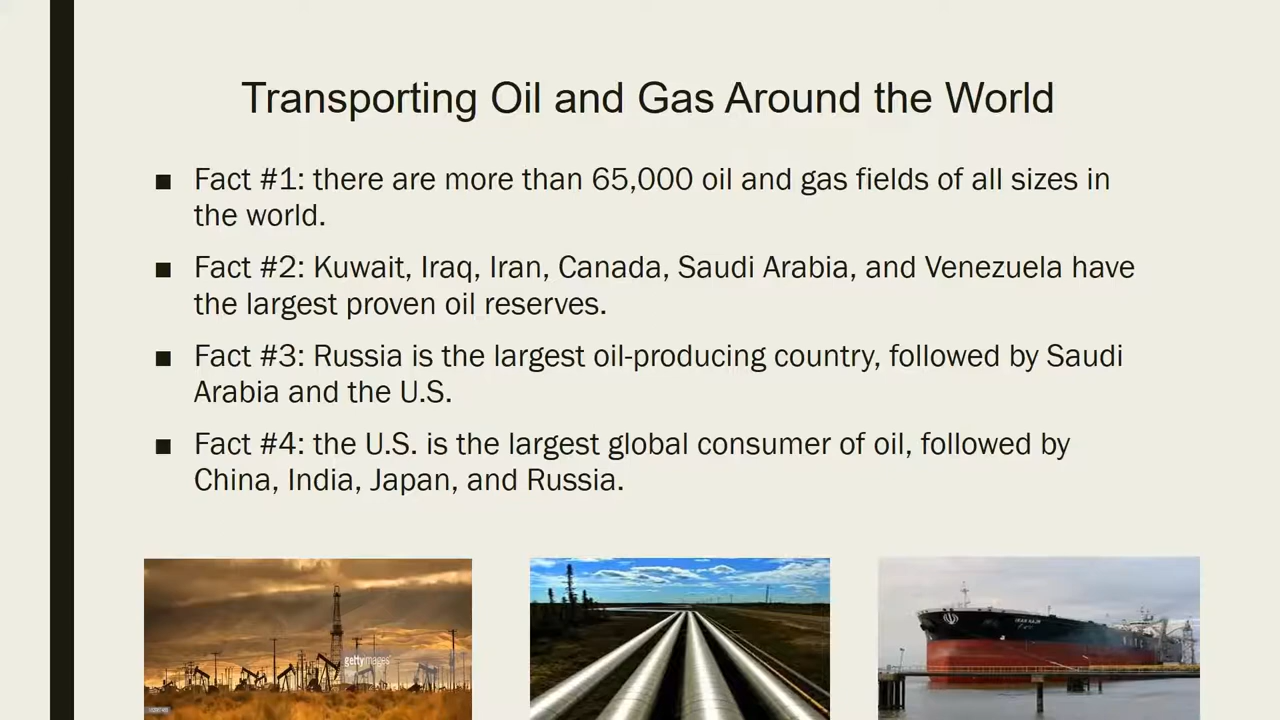 Transporting Oil and Gas Around the World
■ Fact #1: there are more than 65,000 oil and gas fields of all sizes in
the world.
■ Fact #2: Kuwait, Iraq, Iran, Canada, Saudi Arabia, and Venezuela have
the largest proven oil reserves.
■ Fact #3: Russia is the largest oil-producing country, followed by Saudi
Arabia and the U.S.
■ Fact #4: the U.S. is the largest global consumer of oil, followed by
China, India, Japan, and Russia.
gettyimages